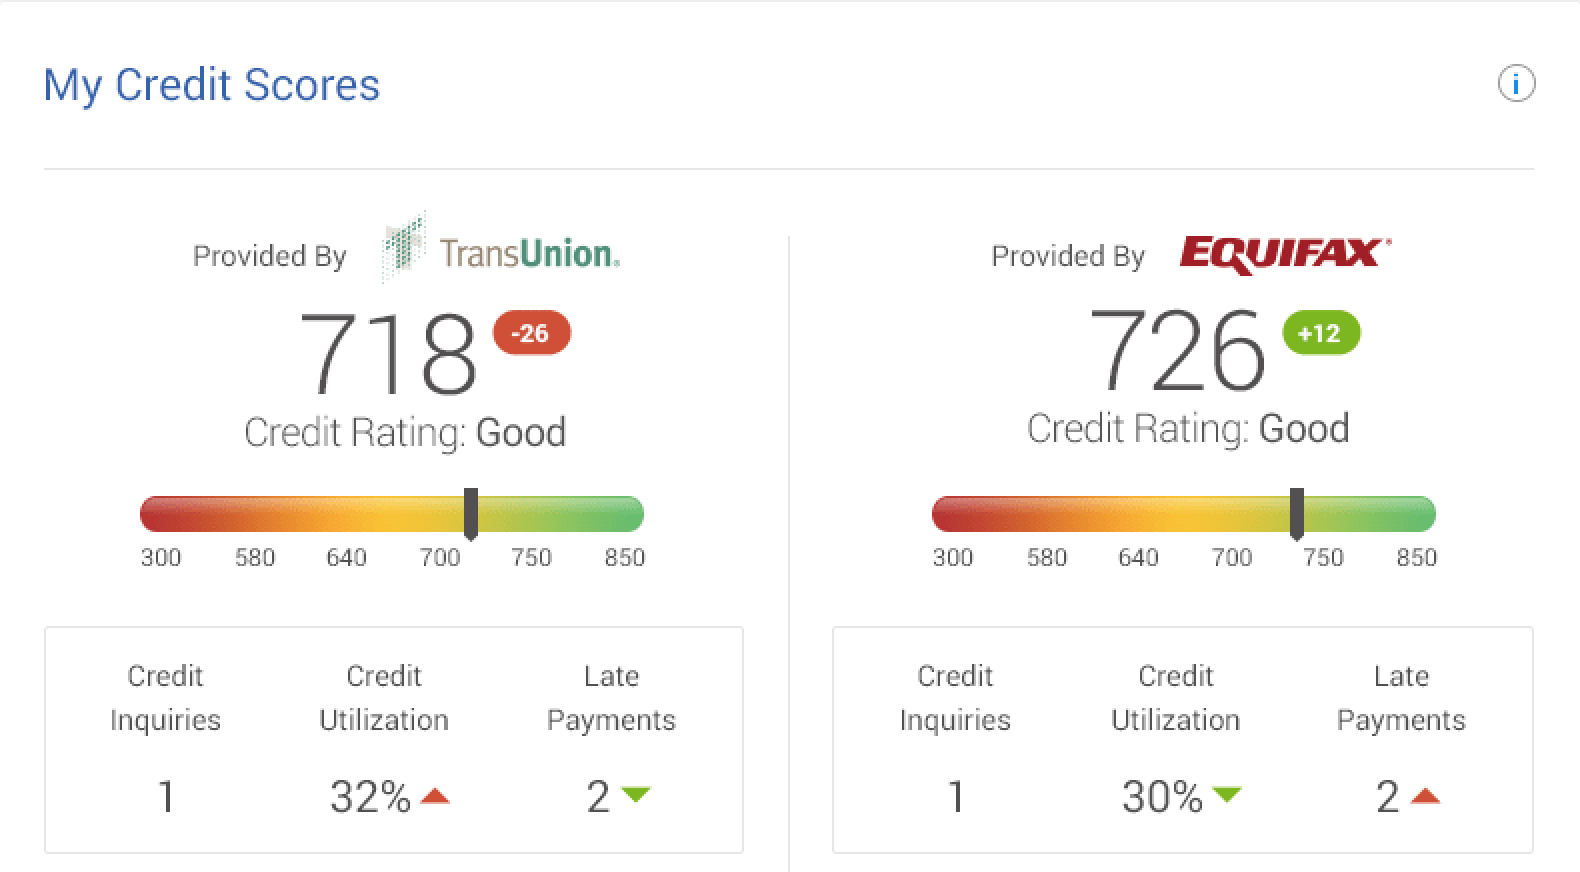 My Credit Scores
i
Provided By TransUnion®
718 -26
Credit Rating: Good
300 580 640 700 750 850
Credit Inquiries
1
Credit Utilization
32%
Late Payments
2
Provided By EQUIFAX®
726 +12
Credit Rating: Good
300 580 640 700 750 850
Credit Inquiries
1
Credit Utilization
30%
Late Payments
2